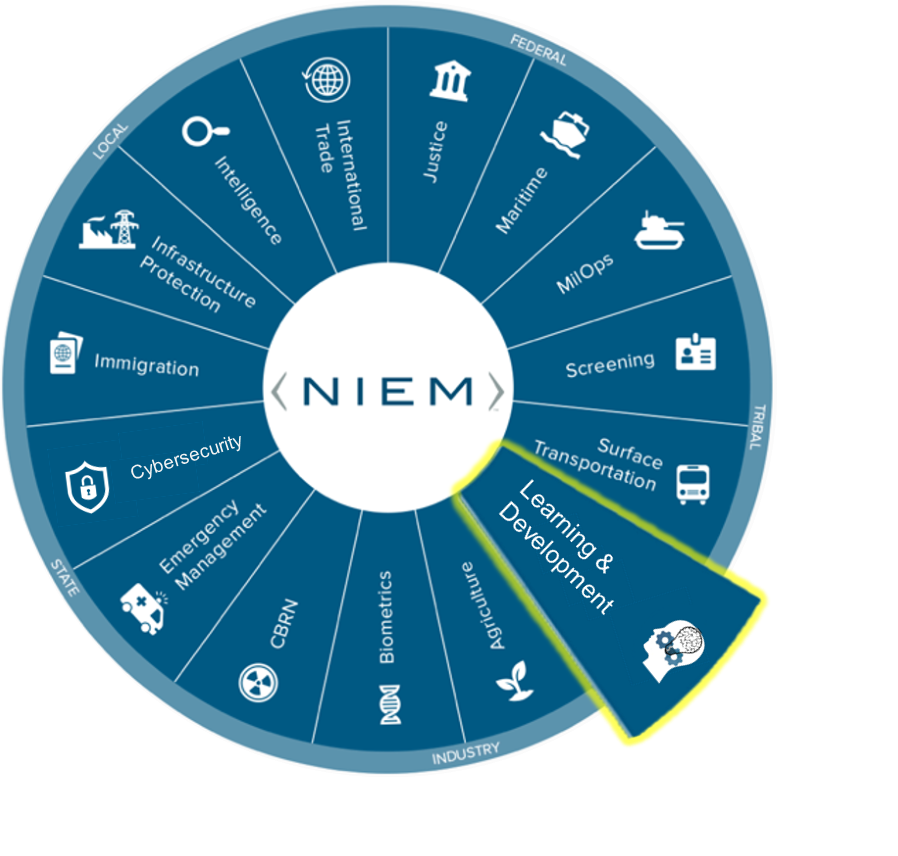 FEDERAL
Justice
Maritime
MilOps
Screening
TRIBAL
Surface
Transportation
Learning &
Development
Agriculture
INDUSTRY
Biometrics
CBRN
Emergency
Management
STATE
Cybersecurity
Immigration
Infrastructure
Protection
LOCAL
Intelligence
International
Trade
〈NIEM〉